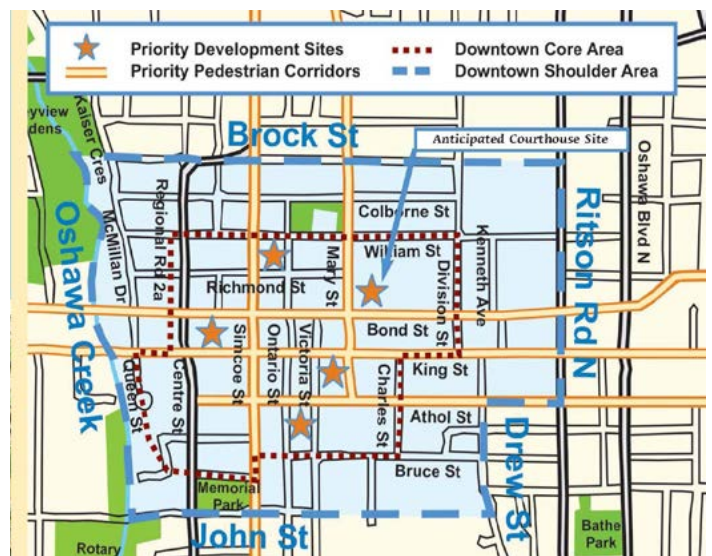 Priority Development Sites
Priority Pedestrian Corridors
Downtown Core Area
Downtown Shoulder Area
Kaiser Cres
Brock St
Anticipated Courthouse Site
Oshawa Blvd N
Ritson Rd N
Oshawa Creek
McMillan Dr
Regional Rd 2a
Colborne St
William St
Mary St
Richmond St
Division St
Kenneth Ave
Bond St
Simcoe St
Ontario St
Victoria St
King St
Queen St
Centre St
Charles St
Athol St
Bruce St
Drew St
Memorial
Park
John St
Rotary
Bathe
Park